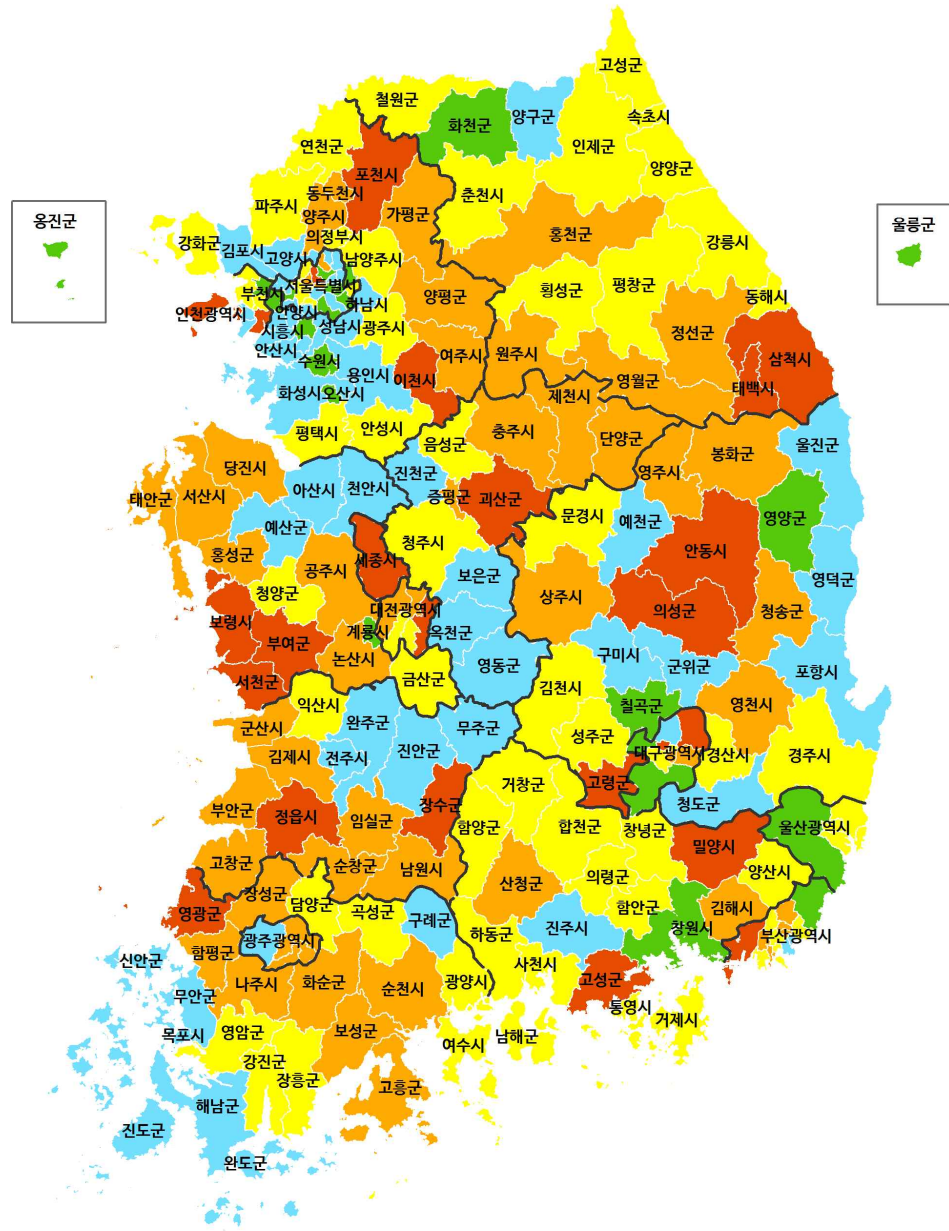 고성군
철원군
화천군
양구군
속초시
연천군
인제군
포천시
양양군
동두천시
춘천시
파주시
양주시
가평군
옹진군
울릉군
의정부시
홍천군
강화군
김포시
고양시
남양주시
강릉시
서울특별시
부천시
양평군
횡성군
평창군
동해시
인천광역시
안양시
하남시
시흥시
성남시
광주시
정선군
안산시
수원시
여주시
원주시
삼척시
용인시
이천시
영월군
태백시
화성시
오산시
제천시
평택시
안성시
음성군
충주시
단양군
봉화군
울진군
당진시
진천군
영주시
태안군
서산시
아산시
천안시
증평군
괴산군
문경시
예천군
영양군
예산군
청주시
안동시
홍성군
공주시
세종시
보은군
영덕군
청양군
상주시
의성군
청송군
보령시
대전광역시
계룡시
옥천군
부여군
논산시
영동군
구미시
군위군
포항시
서천군
금산군
김천시
익산시
칠곡군
영천시
군산시
완주군
무주군
성주군
대구광역시
경산시
경주시
김제시
전주시
진안군
거창군
고령군
청도군
부안군
정읍시
임실군
장수군
함양군
합천군
창녕군
울산광역시
밀양시
고창군
순창군
남원시
의령군
양산시
장성군
산청군
담양군
곡성군
구례군
함안군
김해시
영광군
광주광역시
하동군
진주시
창원시
부산광역시
함평군
신안군
사천시
나주시
화순군
순천시
광양시
고성군
무안군
통영시
거제시
목포시
영암군
보성군
여수시
남해군
강진군
장흥군
고흥군
해남군
진도군
완도군